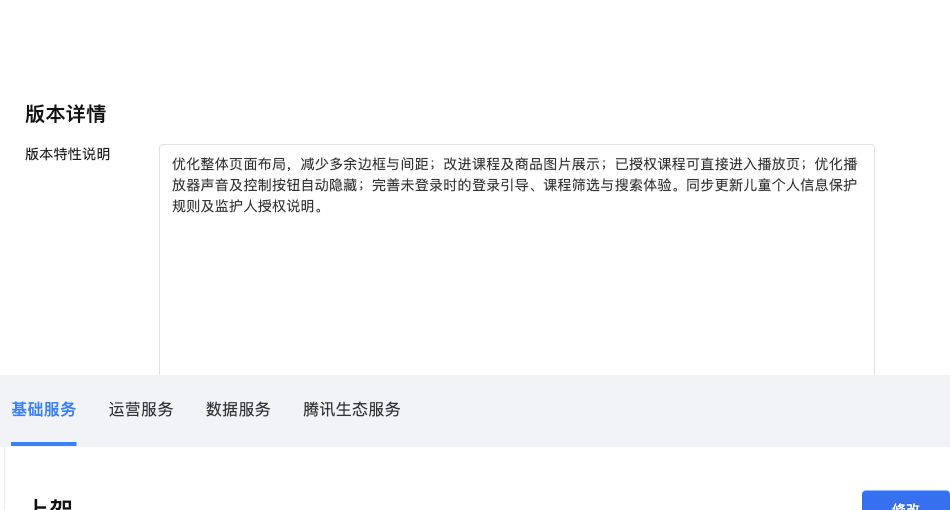 版本详情
版本特性说明
优化整体页面布局，减少多余边框与间距；改进课程及商品图片展示；已授权课程可直接进入播放页；优化播
放器声音及控制按钮自动隐藏；完善未登录时的登录引导、课程筛选与搜索体验。同步更新儿童个人信息保护
规则及监护人授权说明。
基础服务 运营服务 数据服务 腾讯生态服务
上架 修改